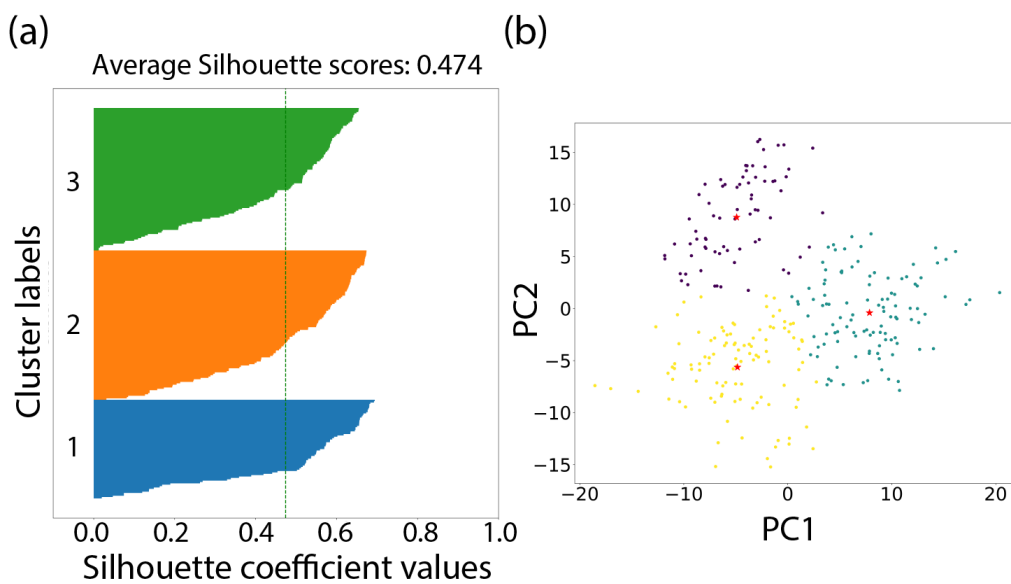 (a)
Average Silhouette scores: 0.474
Cluster labels
3
2
1
0.0 0.2 0.4 0.6 0.8 1.0
Silhouette coefficient values
(b)
PC2
15
10
5
0
−5
−10
−15
−20 −10 0 10 20
PC1